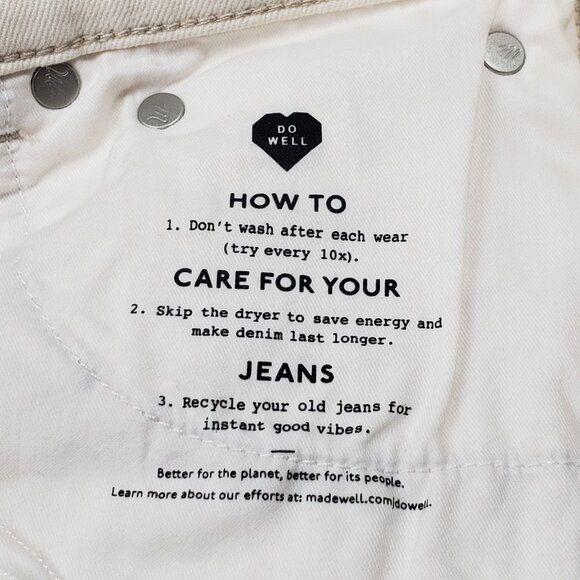 DO
WELL
HOW TO
1. Don't wash after each wear
(try every 10x).
CARE FOR YOUR
2. Skip the dryer to save energy and
make denim last longer.
JEANS
3. Recycle your old jeans for
instant good vibes.
Better for the planet, better for its people.
Learn more about our efforts at: madewell.com/dowell.